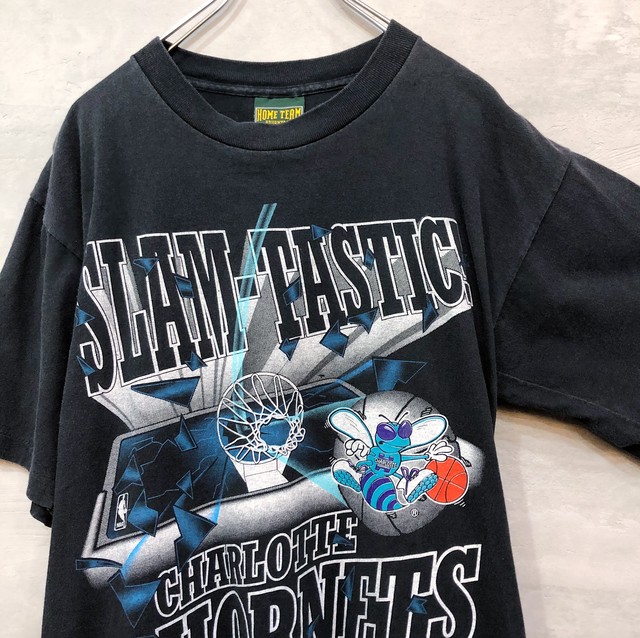 HOME TEAM
SLAM-TASTIC!
CHARLOTTE
HORNETS
®